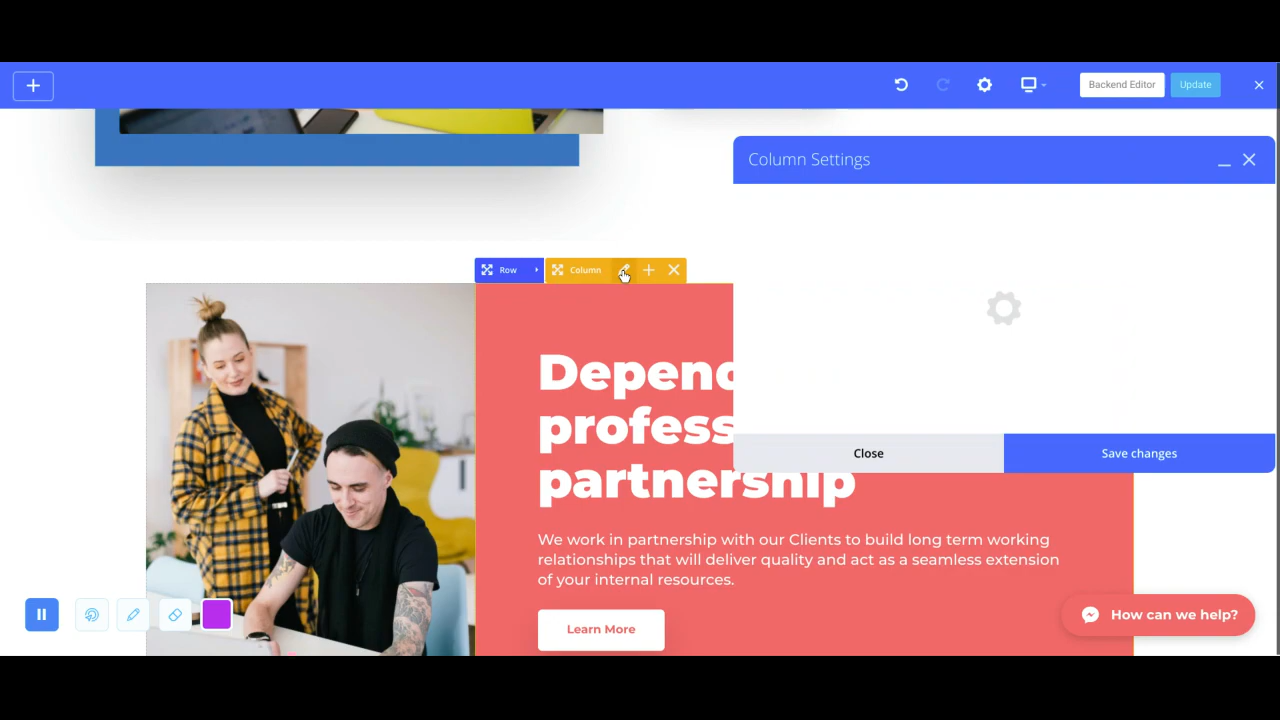 Backend Editor
Update
Column Settings
Row
Column
Depend
profess
partnership
Close
Save changes
We work in partnership with our Clients to build long term working
relationships that will deliver quality and act as a seamless extension
of your internal resources.
Learn More
How can we help?